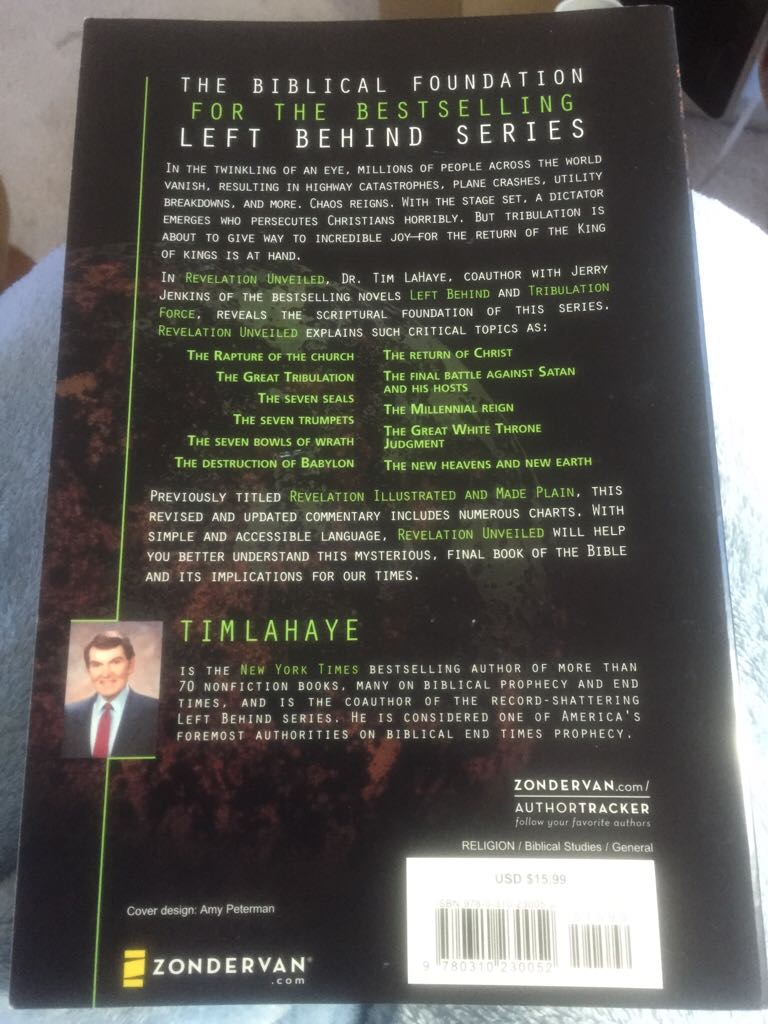 THE BIBLICAL FOUNDATION
FOR THE BESTSELLING
LEFT BEHIND SERIES
IN THE TWINKLING OF AN EYE, MILLIONS OF PEOPLE ACROSS THE WORLD
VANISH, RESULTING IN HIGHWAY CATASTROPHES, PLANE CRASHES, UTILITY
BREAKDOWNS, AND MORE. CHAOS REIGNS. WITH THE STAGE SET, A DICTATOR
EMERGES WHO PERSECUTES CHRISTIANS HORRIBLY. BUT TRIBULATION IS
ABOUT TO GIVE WAY TO INCREDIBLE JOY—FOR THE RETURN OF THE KING
OF KINGS IS AT HAND.
IN REVELATION UNVEILED, DR. TIM LAHAYE, COAUTHOR WITH JERRY
JENKINS OF THE BESTSELLING NOVELS LEFT BEHIND AND TRIBULATION
FORCE, REVEALS THE SCRIPTURAL FOUNDATION OF THIS SERIES.
REVELATION UNVEILED EXPLAINS SUCH CRITICAL TOPICS AS:
THE RAPTURE OF THE CHURCH
THE GREAT TRIBULATION
THE SEVEN SEALS
THE SEVEN TRUMPETS
THE SEVEN BOWLS OF WRATH
THE DESTRUCTION OF BABYLON
THE RETURN OF CHRIST
THE FINAL BATTLE AGAINST SATAN
AND HIS HOSTS
THE MILLENNIAL REIGN
THE GREAT WHITE THRONE
JUDGMENT
THE NEW HEAVENS AND NEW EARTH
PREVIOUSLY TITLED REVELATION ILLUSTRATED AND MADE PLAIN, THIS
REVISED AND UPDATED COMMENTARY INCLUDES NUMEROUS CHARTS. WITH
SIMPLE AND ACCESSIBLE LANGUAGE, REVELATION UNVEILED WILL HELP
YOU BETTER UNDERSTAND THIS MYSTERIOUS, FINAL BOOK OF THE BIBLE
AND ITS IMPLICATIONS FOR OUR TIMES.
TIM LAHAYE
IS THE NEW YORK TIMES BESTSELLING AUTHOR OF MORE THAN
70 NONFICTION BOOKS, MANY ON BIBLICAL PROPHECY AND END
TIMES, AND IS THE COAUTHOR OF THE RECORD-SHATTERING
LEFT BEHIND SERIES. HE IS CONSIDERED ONE OF AMERICA'S
FOREMOST AUTHORITIES ON BIBLICAL END TIMES PROPHECY.
ZONDERVAN.com/
AUTHORTRACKER
follow your favorite authors
RELIGION / Biblical Studies / General
USD $15.99
9 780310 230052
Cover design: Amy Peterman
ZONDERVAN®
.com